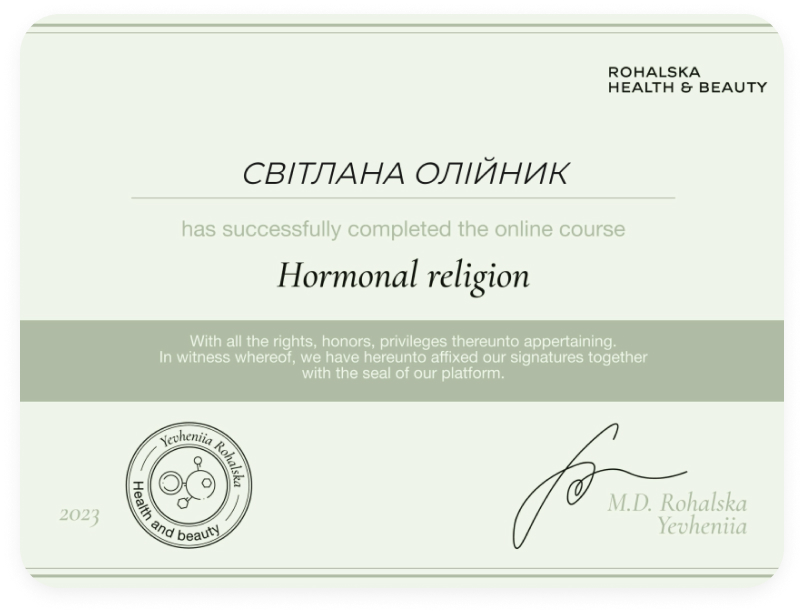 ROHALSKA
HEALTH & BEAUTY
СВІТЛАНА ОЛІЙНИК
has successfully completed the online course
Hormonal religion
With all the rights, honors, privileges thereunto appertaining.
In witness whereof, we have hereunto affixed our signatures together
with the seal of our platform.
2023
Yevheniia Rohalska
Health and beauty
M.D. Rohalska
Yevheniia